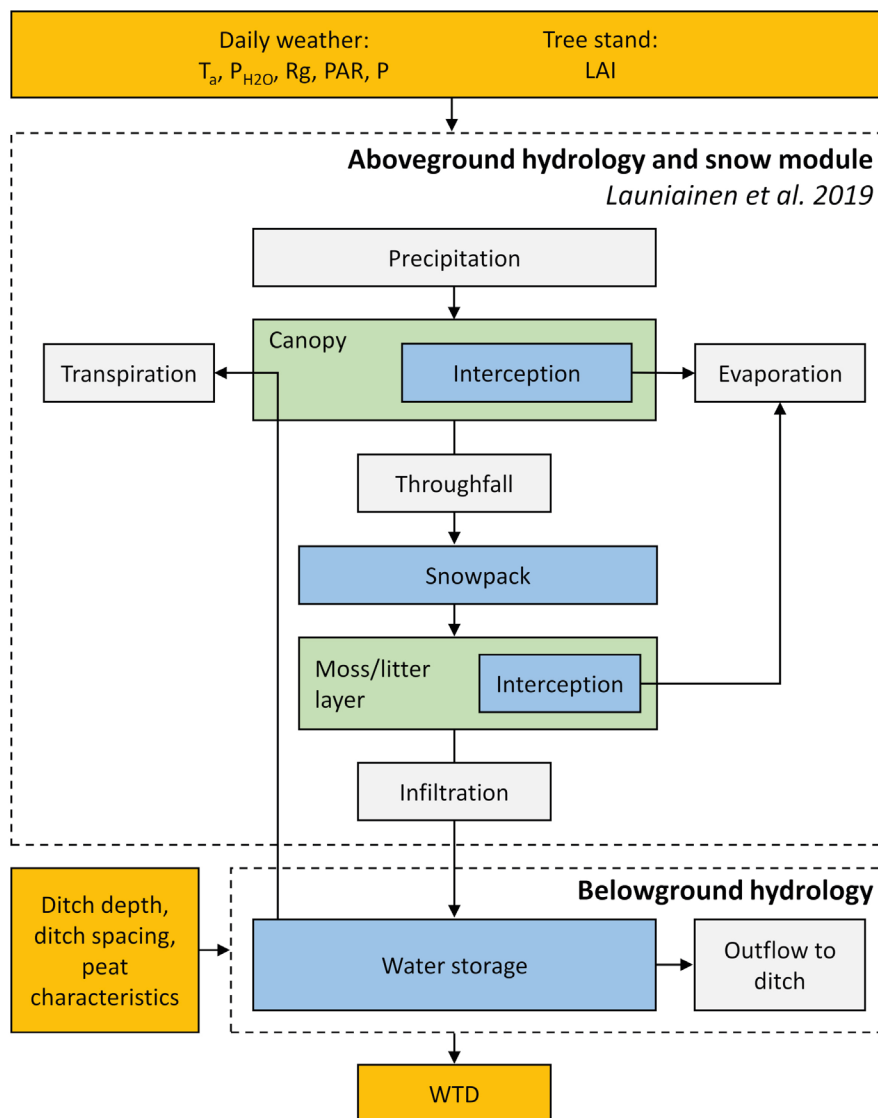 Daily weather:
T_a, P_H2O, Rg, PAR, P
Tree stand:
LAI
Aboveground hydrology and snow module
Launiainen et al. 2019
Precipitation
Canopy
Interception
Transpiration
Evaporation
Throughfall
Snowpack
Moss/litter
layer
Interception
Infiltration
Ditch depth,
ditch spacing,
peat
characteristics
Belowground hydrology
Water storage
Outflow to
ditch
WTD